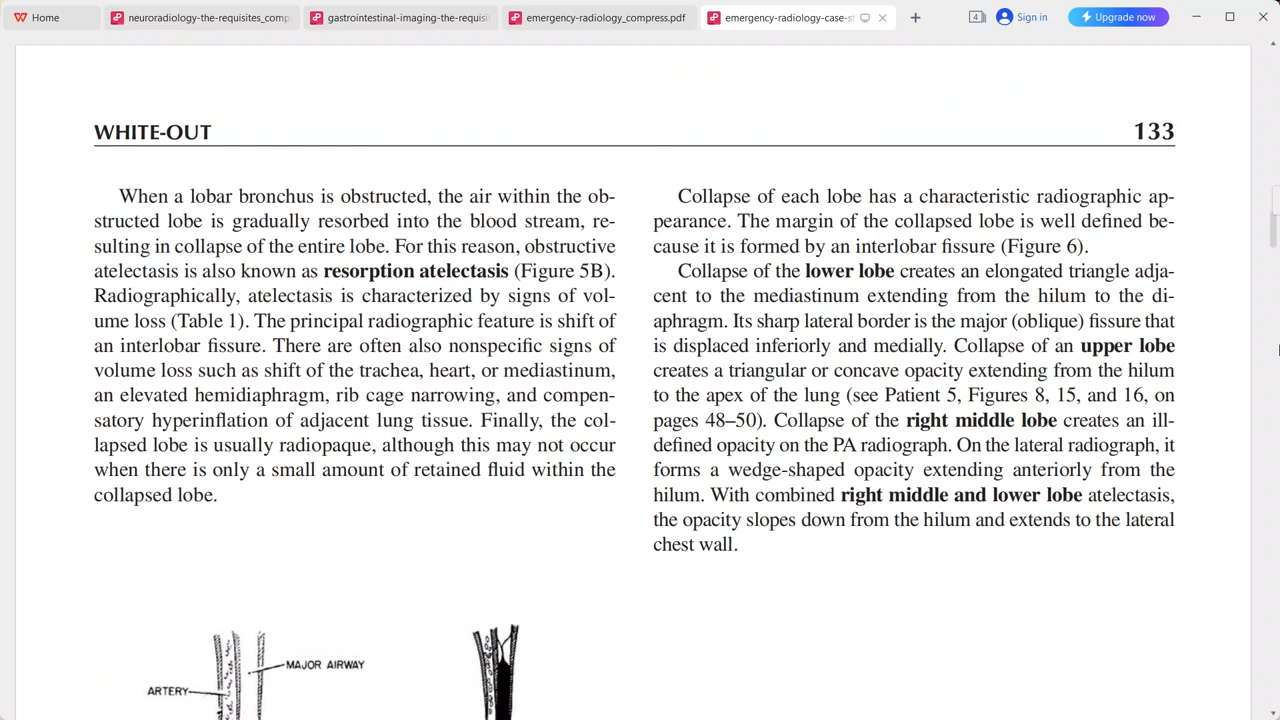 Home
neuroradiology-the-requisites_comp
gastrointestinal-imaging-the-requisit
emergency-radiology_compress.pdf
emergency-radiology-case-st
4
Sign in
Upgrade now
WHITE-OUT 133
When a lobar bronchus is obstructed, the air within the ob-
structed lobe is gradually resorbed into the blood stream, re-
sulting in collapse of the entire lobe. For this reason, obstructive
atelectasis is also known as resorption atelectasis (Figure 5B).
Radiographically, atelectasis is characterized by signs of vol-
ume loss (Table 1). The principal radiographic feature is shift of
an interlobar fissure. There are often also nonspecific signs of
volume loss such as shift of the trachea, heart, or mediastinum,
an elevated hemidiaphragm, rib cage narrowing, and compen-
satory hyperinflation of adjacent lung tissue. Finally, the col-
lapsed lobe is usually radiopaque, although this may not occur
when there is only a small amount of retained fluid within the
collapsed lobe.
Collapse of each lobe has a characteristic radiographic ap-
pearance. The margin of the collapsed lobe is well defined be-
cause it is formed by an interlobar fissure (Figure 6).
Collapse of the lower lobe creates an elongated triangle adja-
cent to the mediastinum extending from the hilum to the di-
aphragm. Its sharp lateral border is the major (oblique) fissure that
is displaced inferiorly and medially. Collapse of an upper lobe
creates a triangular or concave opacity extending from the hilum
to the apex of the lung (see Patient 5, Figures 8, 15, and 16, on
pages 48–50). Collapse of the right middle lobe creates an ill-
defined opacity on the PA radiograph. On the lateral radiograph, it
forms a wedge-shaped opacity extending anteriorly from the
hilum. With combined right middle and lower lobe atelectasis,
the opacity slopes down from the hilum and extends to the lateral
chest wall.
MAJOR AIRWAY
ARTERY